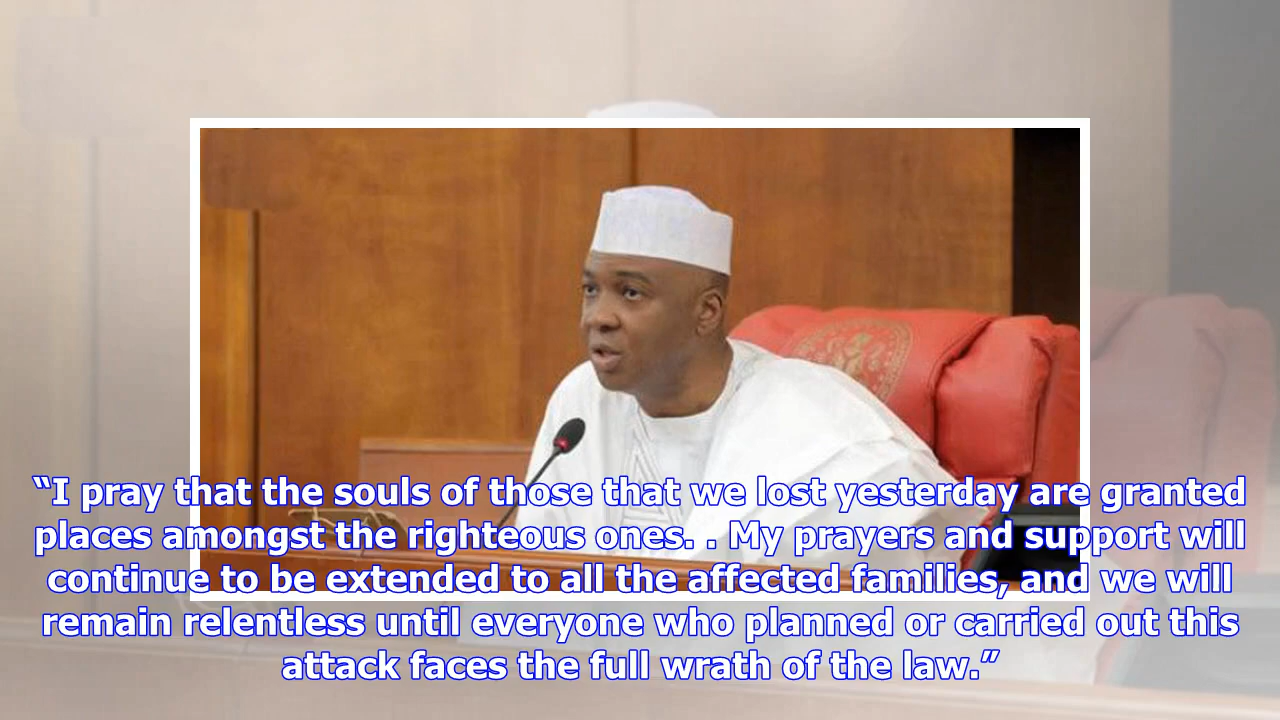 “I pray that the souls of those that we lost yesterday are granted
places amongst the righteous ones. . My prayers and support will
continue to be extended to all the affected families, and we will
remain relentless until everyone who planned or carried out this
attack faces the full wrath of the law.”